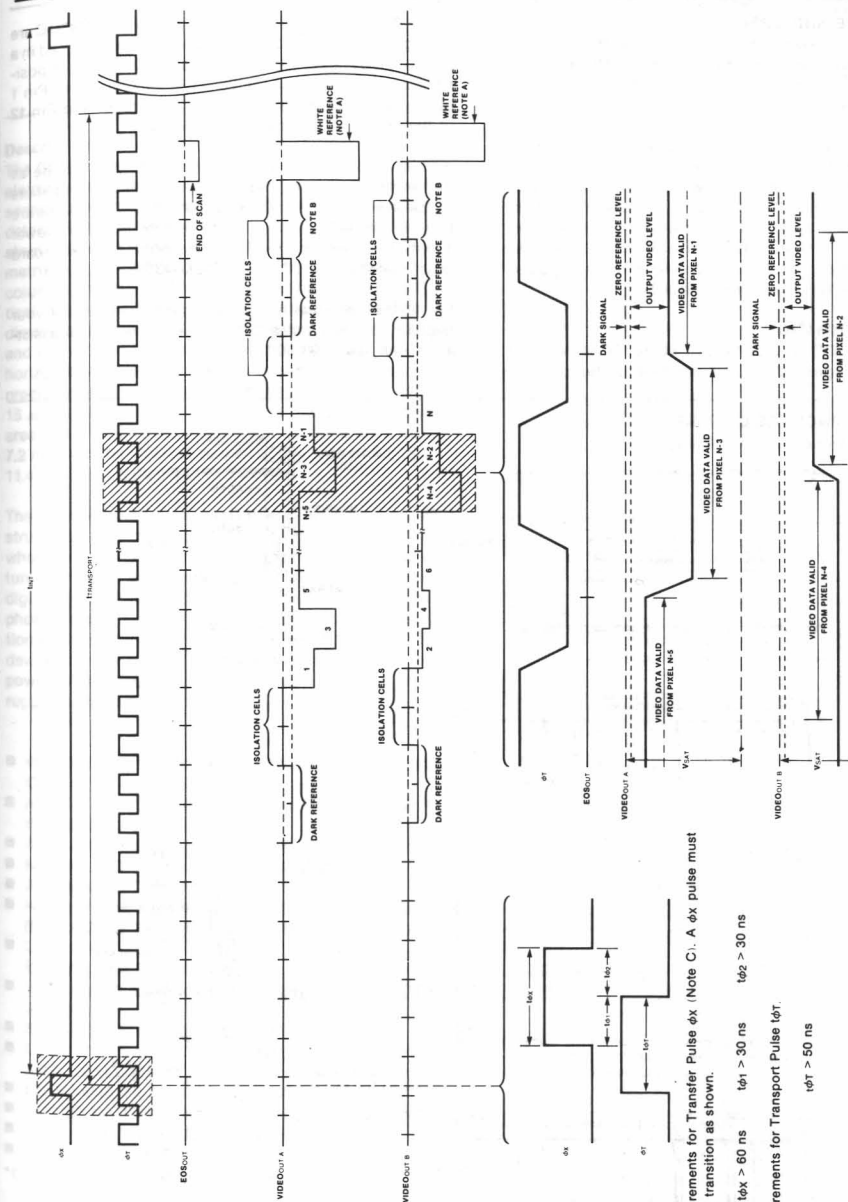 tINT
tTRANSPORT
ϕX
ϕT
EOSOUT
END OF SCAN
VIDEOOUT A
DARK REFERENCE
ISOLATION CELLS
1
3
5
N-5
N-3
N-1
ISOLATION CELLS
DARK REFERENCE
NOTE B
WHITE
REFERENCE
(NOTE A)
VIDEOOUT B
DARK REFERENCE
ISOLATION CELLS
2
4
6
N-4
N-2
N
ISOLATION CELLS
DARK REFERENCE
NOTE B
WHITE
REFERENCE
(NOTE A)
ϕX
tϕX
tϕ1
tϕ2
ϕT
tϕT
rements for Transfer Pulse ϕX (Note C). A ϕX pulse must
transition as shown.
tϕX > 60 ns tϕ1 > 30 ns tϕ2 > 30 ns
rements for Transport Pulse tϕT.
tϕT > 50 ns
ϕT
EOSOUT
VIDEOOUT A
DARK SIGNAL
ZERO REFERENCE LEVEL
OUTPUT VIDEO LEVEL
VIDEO DATA VALID
FROM PIXEL N-5
VIDEO DATA VALID
FROM PIXEL N-3
VIDEO DATA VALID
FROM PIXEL N-1
VSAT
VIDEOOUT B
DARK SIGNAL
ZERO REFERENCE LEVEL
OUTPUT VIDEO LEVEL
VIDEO DATA VALID
FROM PIXEL N-4
VIDEO DATA VALID
FROM PIXEL N-2
VSAT